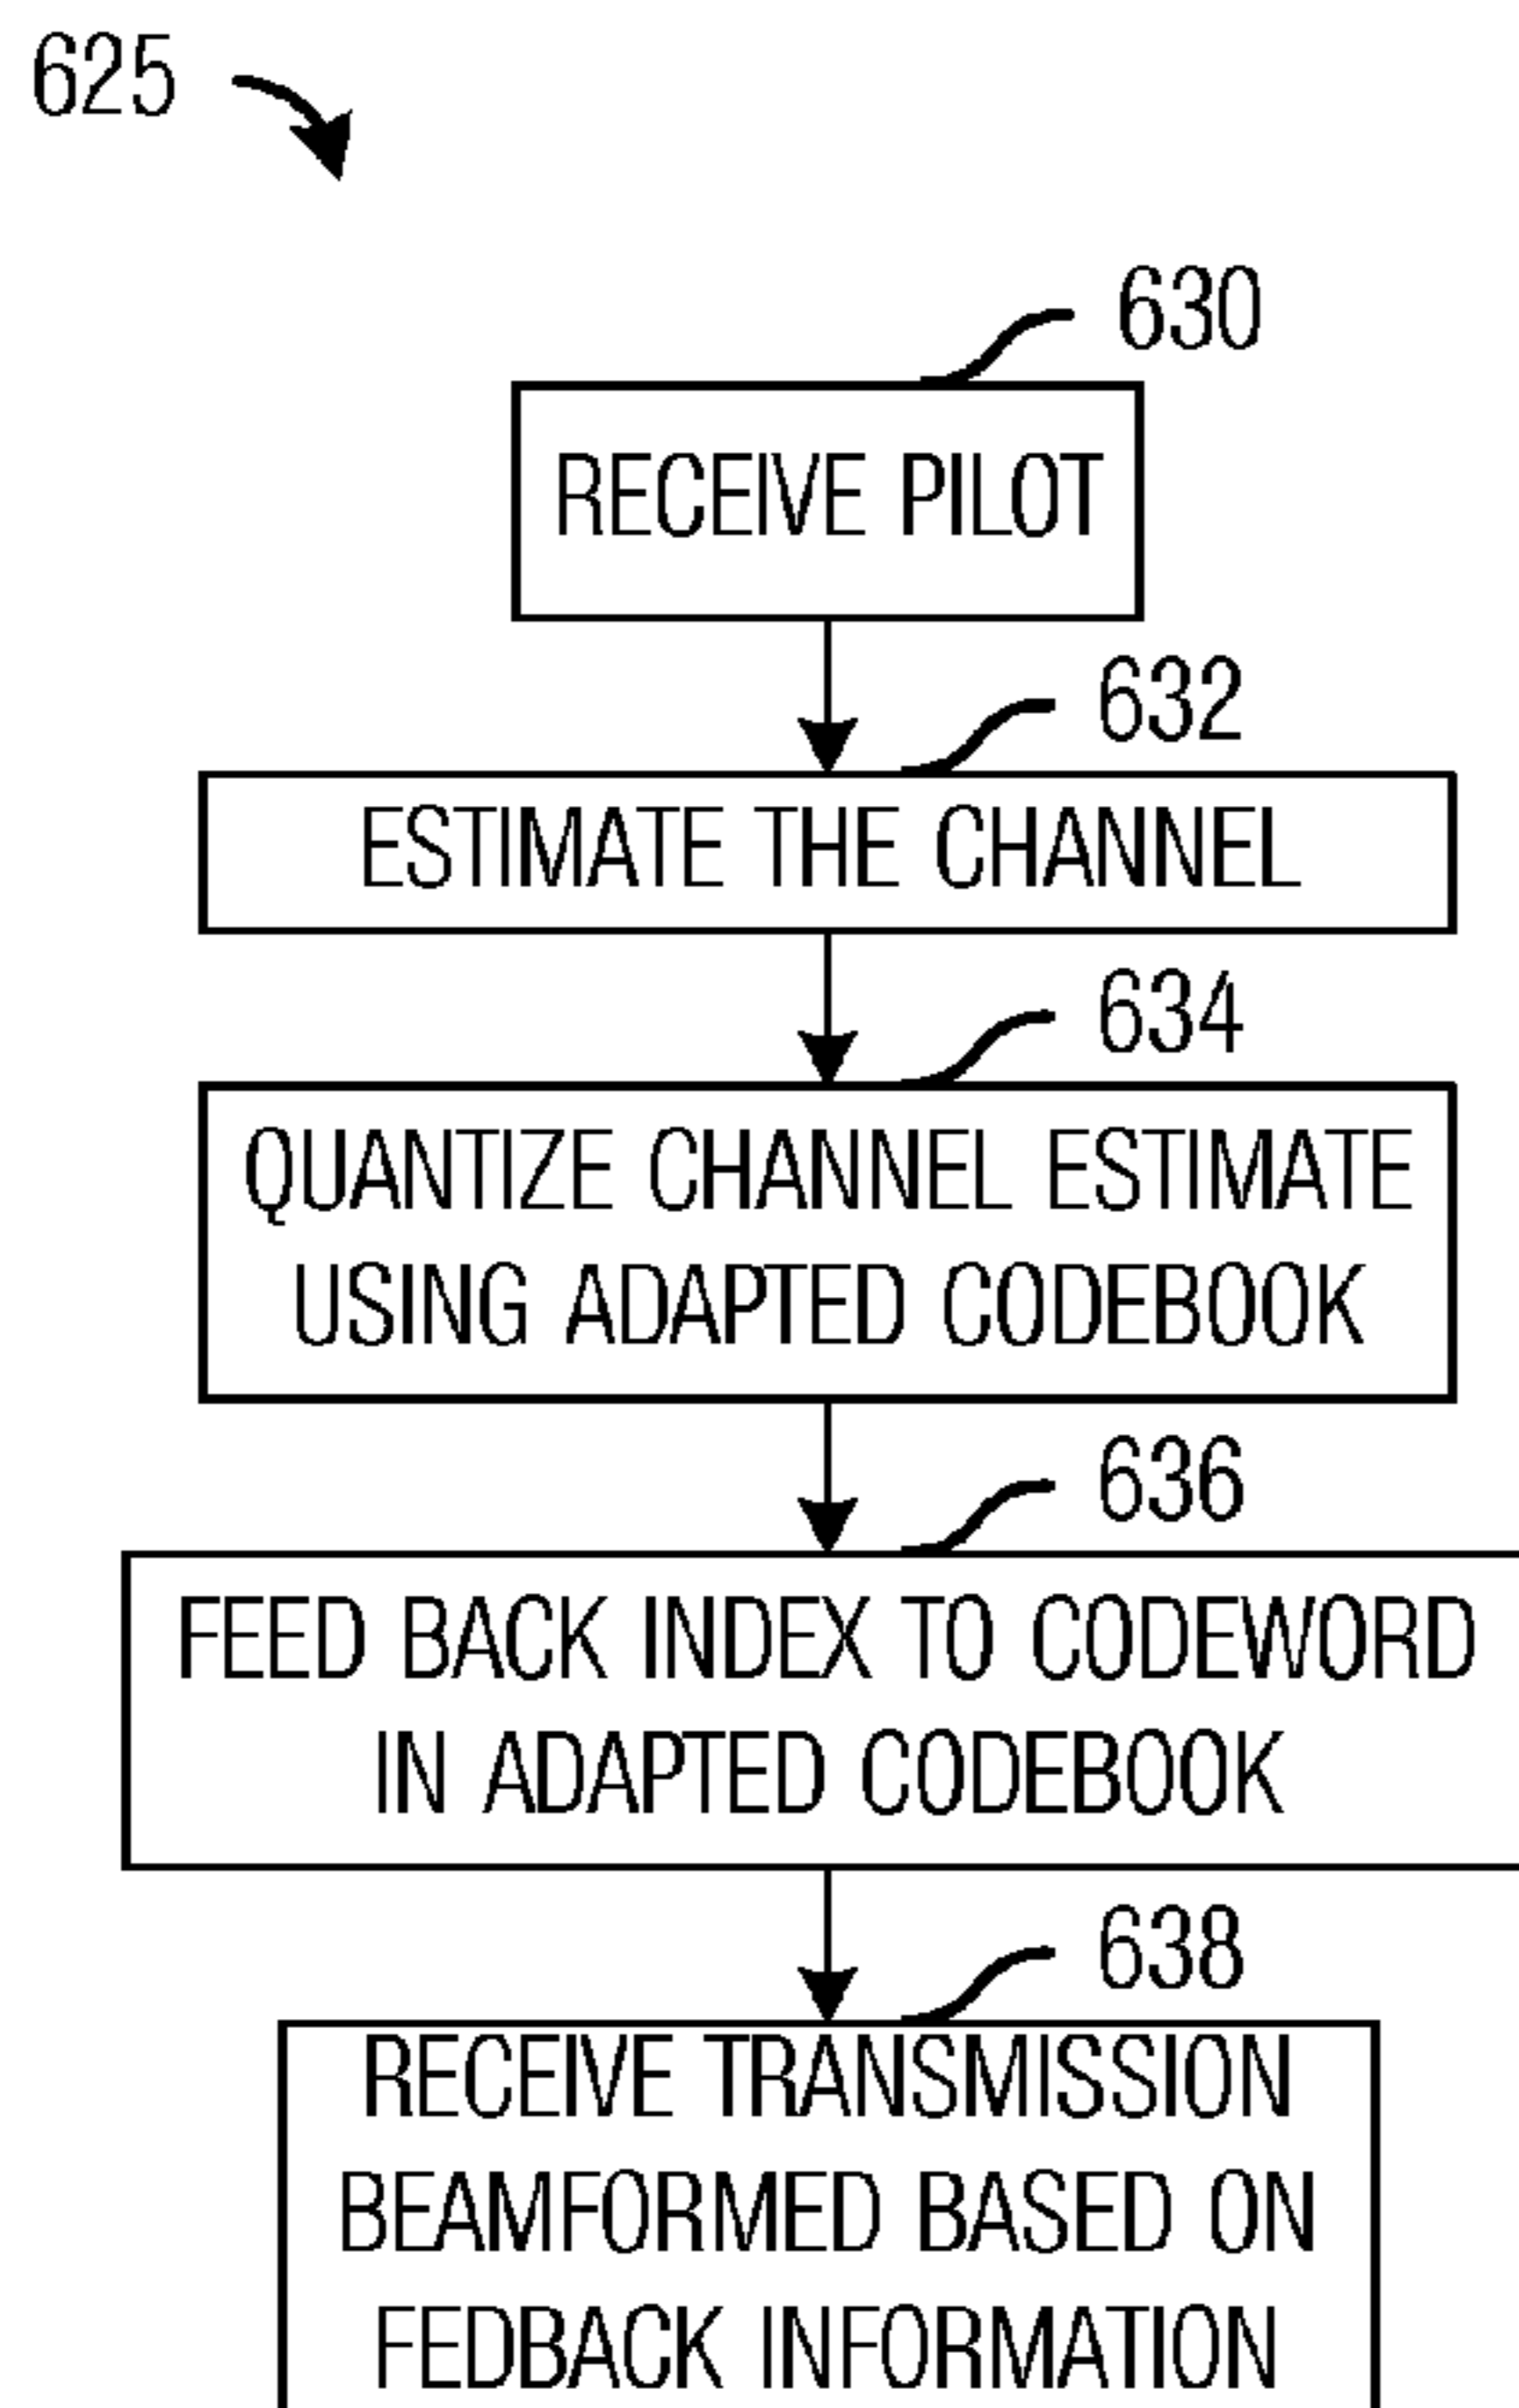 625
630
RECEIVE PILOT
632
ESTIMATE THE CHANNEL
634
QUANTIZE CHANNEL ESTIMATE
USING ADAPTED CODEBOOK
636
FEED BACK INDEX TO CODEWORD
IN ADAPTED CODEBOOK
638
RECEIVE TRANSMISSION
BEAMFORMED BASED ON
FEDBACK INFORMATION